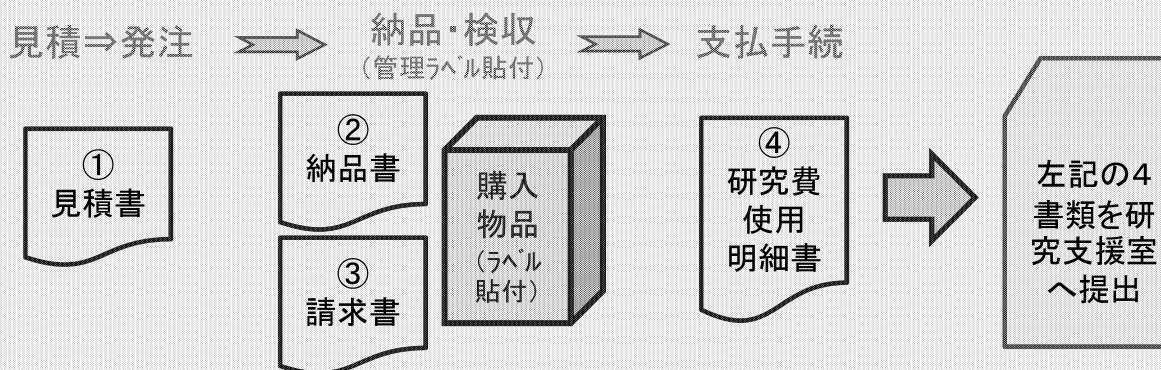 見積⇒発注
納品・検収
（管理ラベル貼付）
支払手続
①
見積書
②
納品書
③
請求書
購入
物品
（ラベル
貼付）
④
研究費
使用
明細書
左記の４
書類を研
究支援室
へ提出